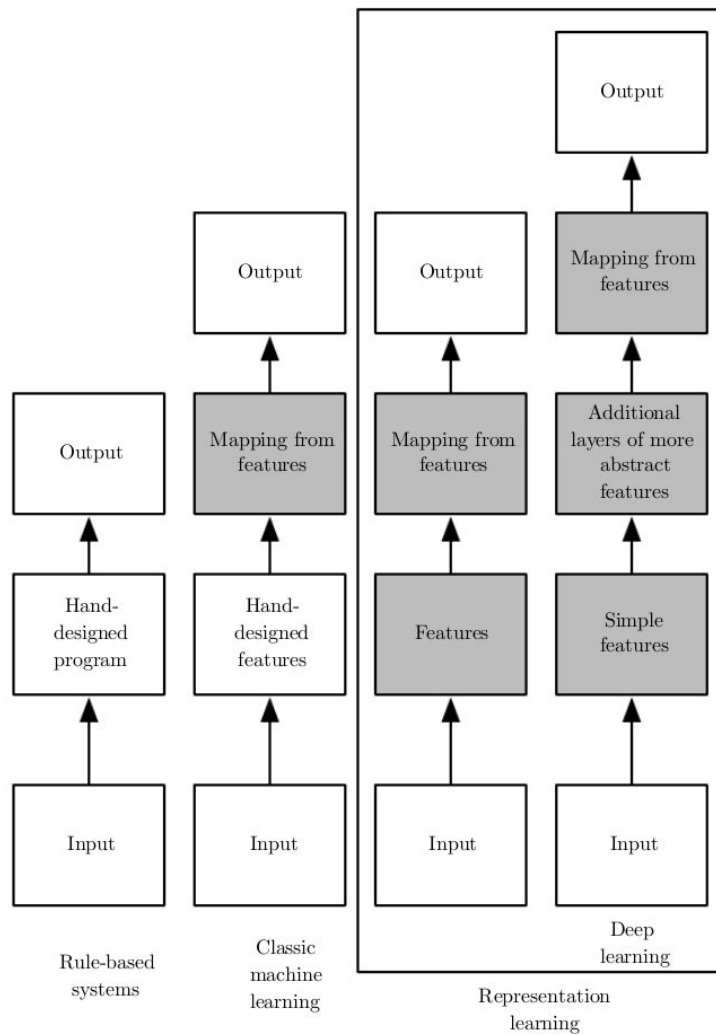 Output
Output
Output
Mapping from
features
Output
Mapping from
features
Mapping from
features
Additional
layers of more
abstract
features
Hand-
designed
program
Hand-
designed
features
Features
Simple
features
Input
Input
Input
Input
Rule-based
systems
Classic
machine
learning
Deep
learning
Representation
learning